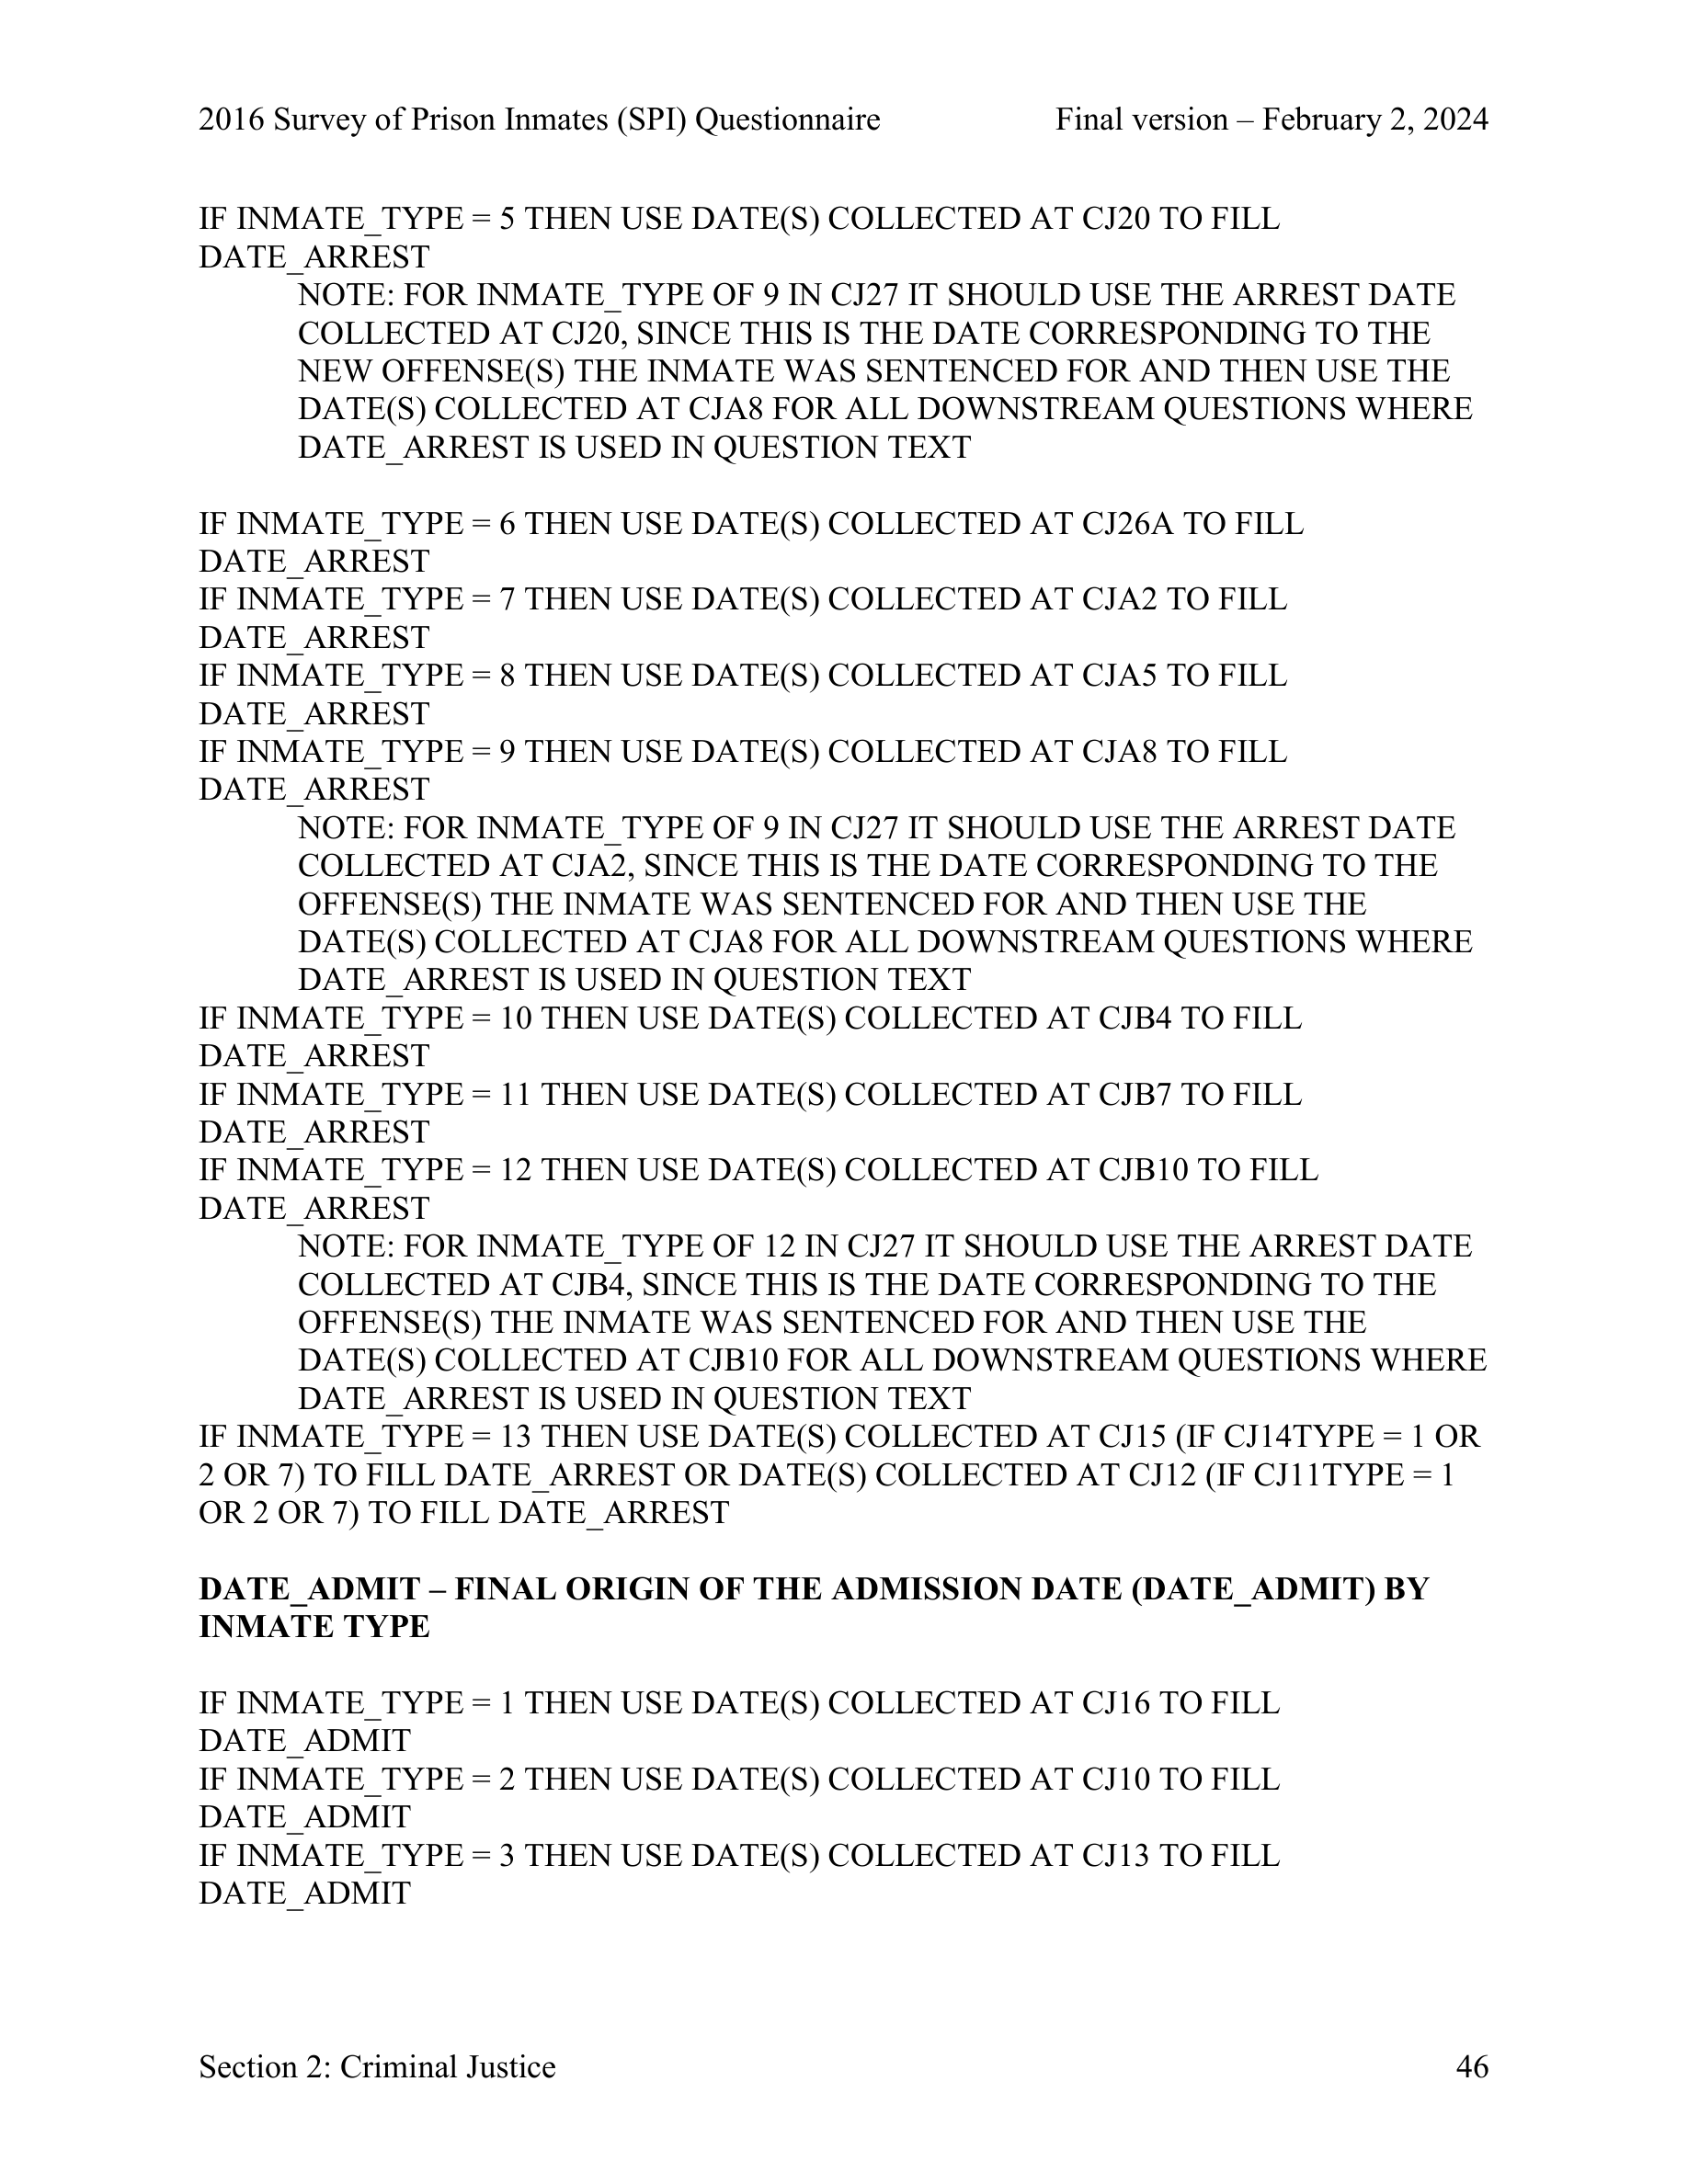 2016 Survey of Prison Inmates (SPI) Questionnaire Final version – February 2, 2024
IF INMATE_TYPE = 5 THEN USE DATE(S) COLLECTED AT CJ20 TO FILL
DATE_ARREST
NOTE: FOR INMATE_TYPE OF 9 IN CJ27 IT SHOULD USE THE ARREST DATE
COLLECTED AT CJ20, SINCE THIS IS THE DATE CORRESPONDING TO THE
NEW OFFENSE(S) THE INMATE WAS SENTENCED FOR AND THEN USE THE
DATE(S) COLLECTED AT CJA8 FOR ALL DOWNSTREAM QUESTIONS WHERE
DATE_ARREST IS USED IN QUESTION TEXT
IF INMATE_TYPE = 6 THEN USE DATE(S) COLLECTED AT CJ26A TO FILL
DATE_ARREST
IF INMATE_TYPE = 7 THEN USE DATE(S) COLLECTED AT CJA2 TO FILL
DATE_ARREST
IF INMATE_TYPE = 8 THEN USE DATE(S) COLLECTED AT CJA5 TO FILL
DATE_ARREST
IF INMATE_TYPE = 9 THEN USE DATE(S) COLLECTED AT CJA8 TO FILL
DATE_ARREST
NOTE: FOR INMATE_TYPE OF 9 IN CJ27 IT SHOULD USE THE ARREST DATE
COLLECTED AT CJA2, SINCE THIS IS THE DATE CORRESPONDING TO THE
OFFENSE(S) THE INMATE WAS SENTENCED FOR AND THEN USE THE
DATE(S) COLLECTED AT CJA8 FOR ALL DOWNSTREAM QUESTIONS WHERE
DATE_ARREST IS USED IN QUESTION TEXT
IF INMATE_TYPE = 10 THEN USE DATE(S) COLLECTED AT CJB4 TO FILL
DATE_ARREST
IF INMATE_TYPE = 11 THEN USE DATE(S) COLLECTED AT CJB7 TO FILL
DATE_ARREST
IF INMATE_TYPE = 12 THEN USE DATE(S) COLLECTED AT CJB10 TO FILL
DATE_ARREST
NOTE: FOR INMATE_TYPE OF 12 IN CJ27 IT SHOULD USE THE ARREST DATE
COLLECTED AT CJB4, SINCE THIS IS THE DATE CORRESPONDING TO THE
OFFENSE(S) THE INMATE WAS SENTENCED FOR AND THEN USE THE
DATE(S) COLLECTED AT CJB10 FOR ALL DOWNSTREAM QUESTIONS WHERE
DATE_ARREST IS USED IN QUESTION TEXT
IF INMATE_TYPE = 13 THEN USE DATE(S) COLLECTED AT CJ15 (IF CJ14TYPE = 1 OR
2 OR 7) TO FILL DATE_ARREST OR DATE(S) COLLECTED AT CJ12 (IF CJ11TYPE = 1
OR 2 OR 7) TO FILL DATE_ARREST
DATE_ADMIT – FINAL ORIGIN OF THE ADMISSION DATE (DATE_ADMIT) BY
INMATE TYPE
IF INMATE_TYPE = 1 THEN USE DATE(S) COLLECTED AT CJ16 TO FILL
DATE_ADMIT
IF INMATE_TYPE = 2 THEN USE DATE(S) COLLECTED AT CJ10 TO FILL
DATE_ADMIT
IF INMATE_TYPE = 3 THEN USE DATE(S) COLLECTED AT CJ13 TO FILL
DATE_ADMIT
Section 2: Criminal Justice 46